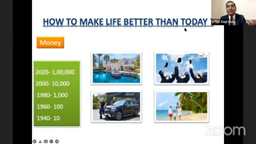 HOW TO MAKE LIFE BETTER THAN TODAY
Money
2020- 1,00,000
2000- 10,000
1980- 1,000
1960- 100
1940- 10
zoom